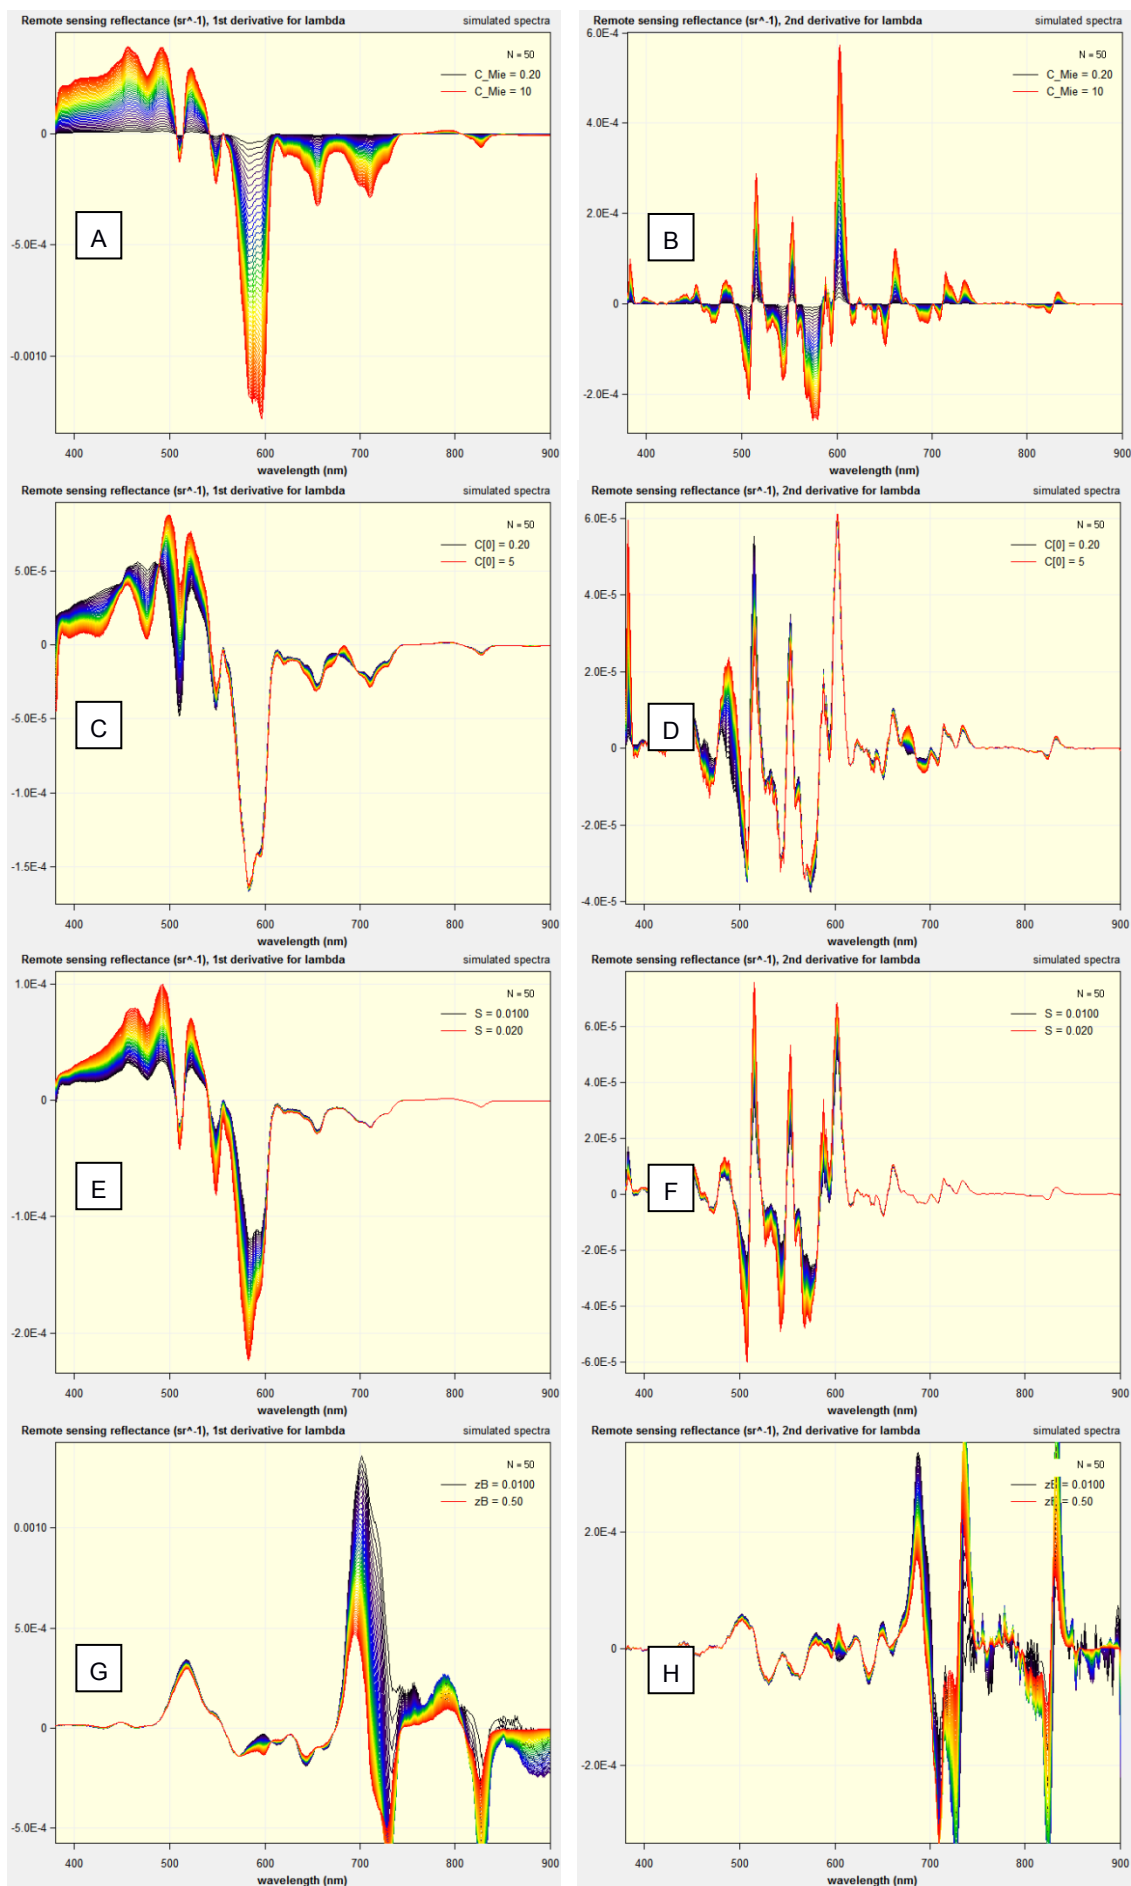 Remote sensing reflectance (sr^-1), 1st derivative for lambda simulated spectra
N = 50
C_Mie = 0.20
C_Mie = 10
0
-5.0E-4
-0.0010
A
400 500 600 700 800 900
wavelength (nm)
Remote sensing reflectance (sr^-1), 2nd derivative for lambda simulated spectra
6.0E-4
N = 50
C_Mie = 0.20
C_Mie = 10
4.0E-4
2.0E-4
0
-2.0E-4
B
400 500 600 700 800 900
wavelength (nm)
Remote sensing reflectance (sr^-1), 1st derivative for lambda simulated spectra
N = 50
C[0] = 0.20
C[0] = 5
5.0E-5
0
-5.0E-5
-1.0E-4
-1.5E-4
C
400 500 600 700 800 900
wavelength (nm)
Remote sensing reflectance (sr^-1), 2nd derivative for lambda simulated spectra
6.0E-5
N = 50
C[0] = 0.20
C[0] = 5
4.0E-5
2.0E-5
0
-2.0E-5
-4.0E-5
D
400 500 600 700 800 900
wavelength (nm)
Remote sensing reflectance (sr^-1), 1st derivative for lambda simulated spectra
1.0E-4
N = 50
S = 0.0100
S = 0.020
0
-1.0E-4
-2.0E-4
E
400 500 600 700 800 900
wavelength (nm)
Remote sensing reflectance (sr^-1), 2nd derivative for lambda simulated spectra
N = 50
S = 0.0100
S = 0.020
6.0E-5
4.0E-5
2.0E-5
0
-2.0E-5
-4.0E-5
-6.0E-5
F
400 500 600 700 800 900
wavelength (nm)
Remote sensing reflectance (sr^-1), 1st derivative for lambda simulated spectra
N = 50
zB = 0.0100
zB = 0.50
0.0010
5.0E-4
0
-5.0E-4
G
400 500 600 700 800 900
wavelength (nm)
Remote sensing reflectance (sr^-1), 2nd derivative for lambda simulated spectra
N = 50
zB = 0.0100
zB = 0.50
2.0E-4
0
-2.0E-4
H
400 500 600 700 800 900
wavelength (nm)